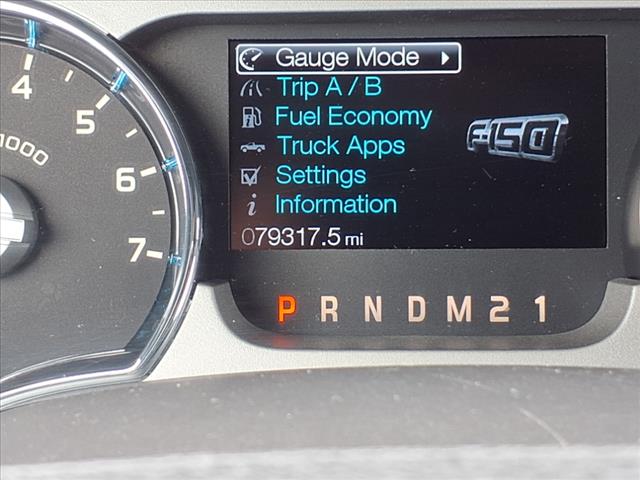 4
5
6
7
x1000
Gauge Mode
Trip A / B
Fuel Economy
Truck Apps
Settings
Information
F-150
079317.5 mi
P R N D M 2 1